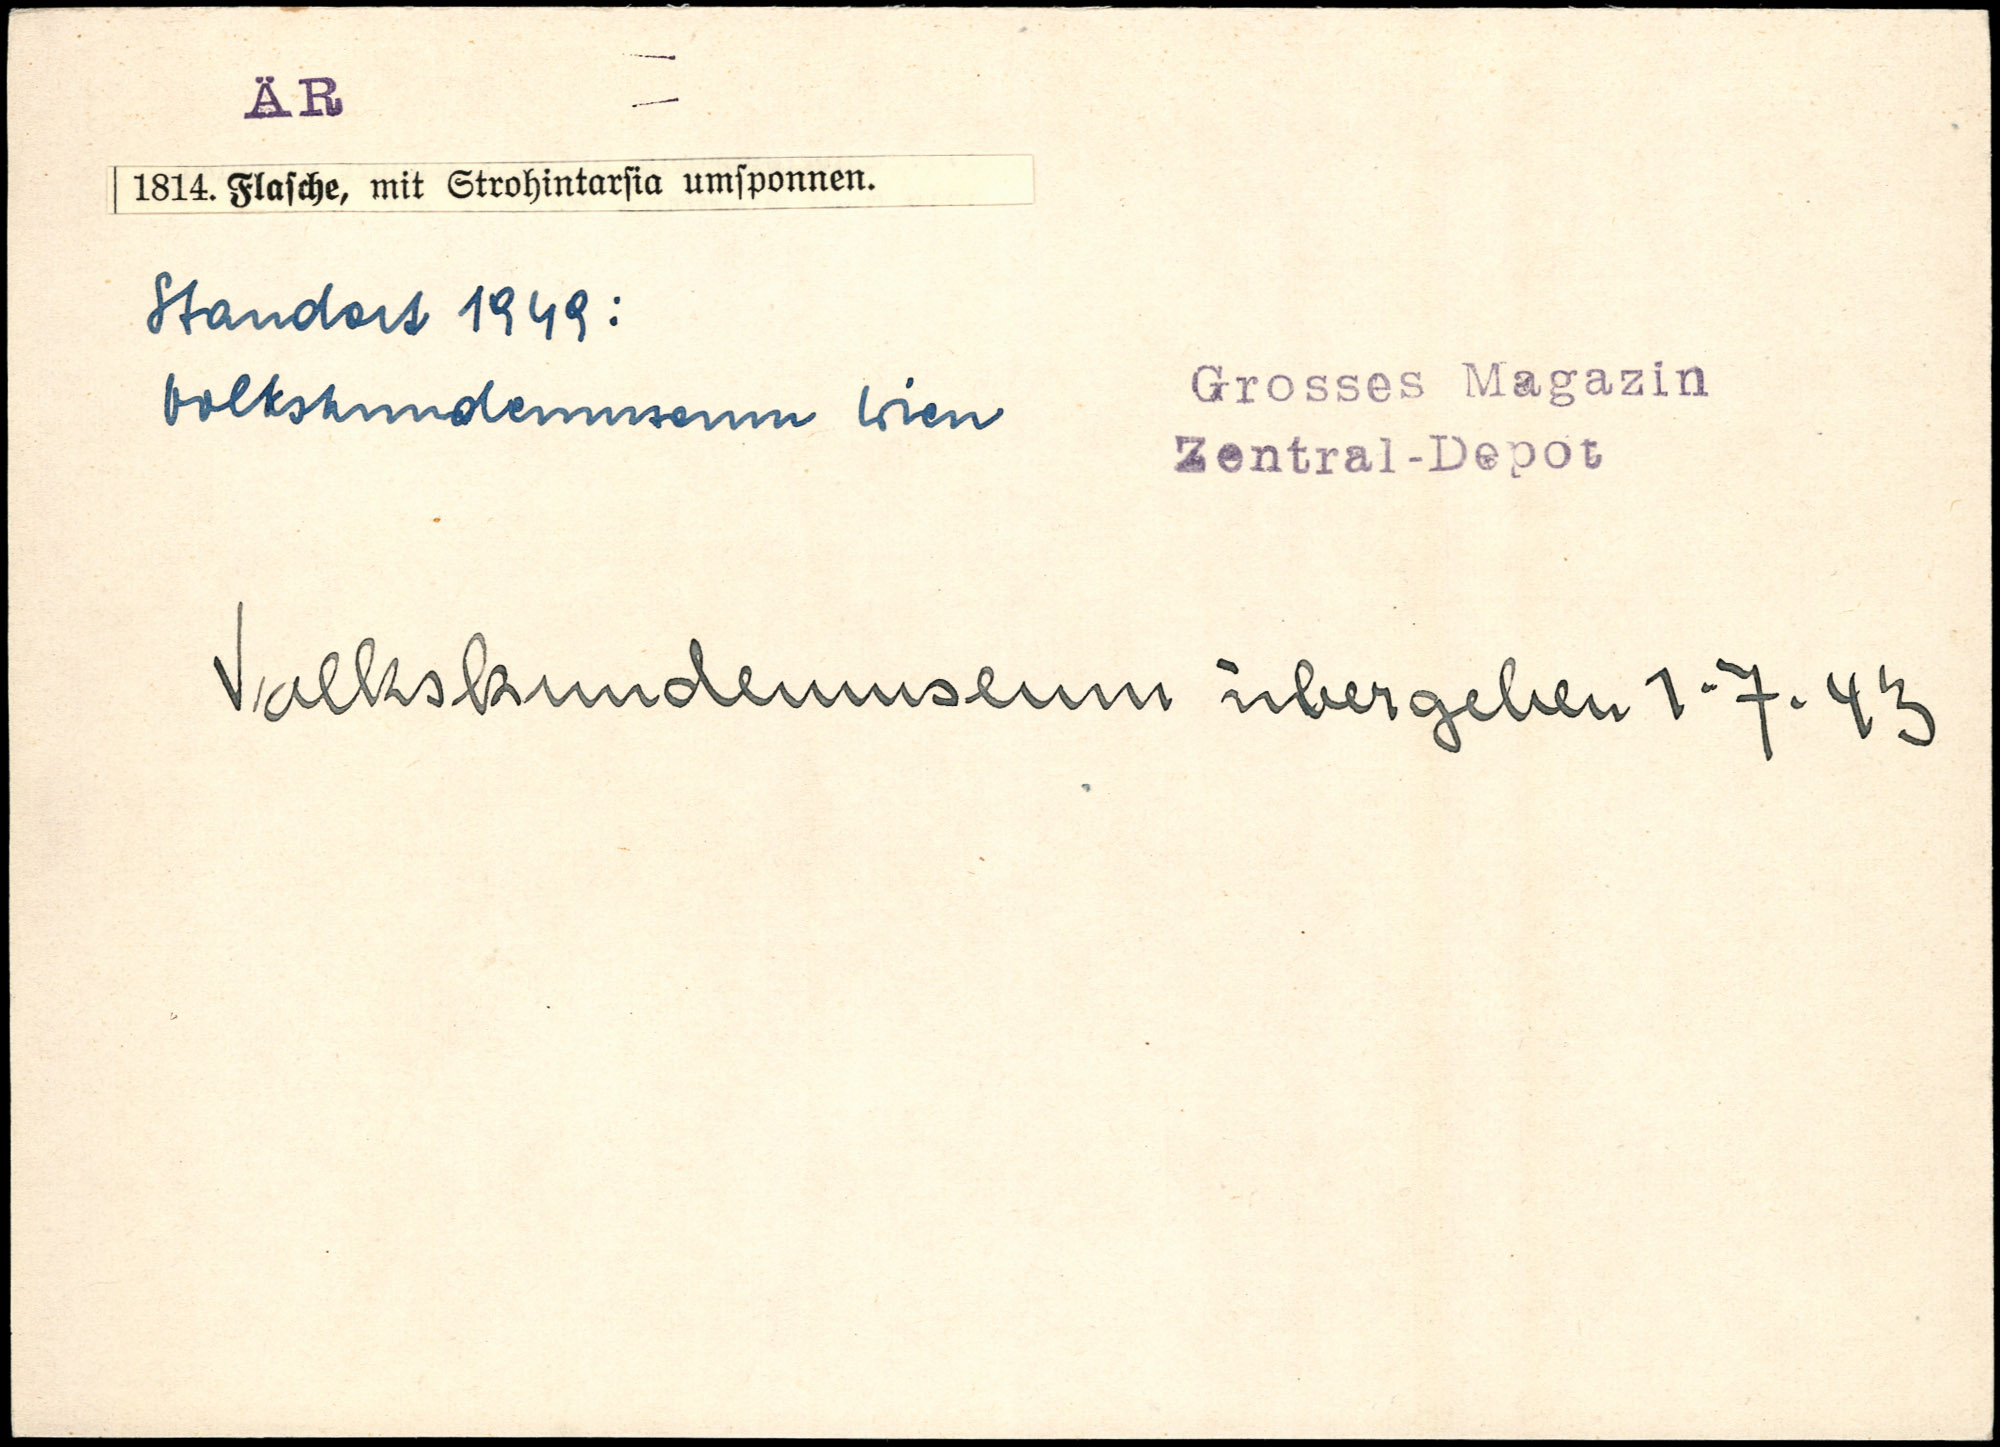 ÄR
1814. Flaſche, mit Strohintarſia umſponnen.
Standort 1949:
Volkskundemuseum Wien
Grosses Magazin
Zentral-Depot
Volkskundemuseum übergeben 1.7.43